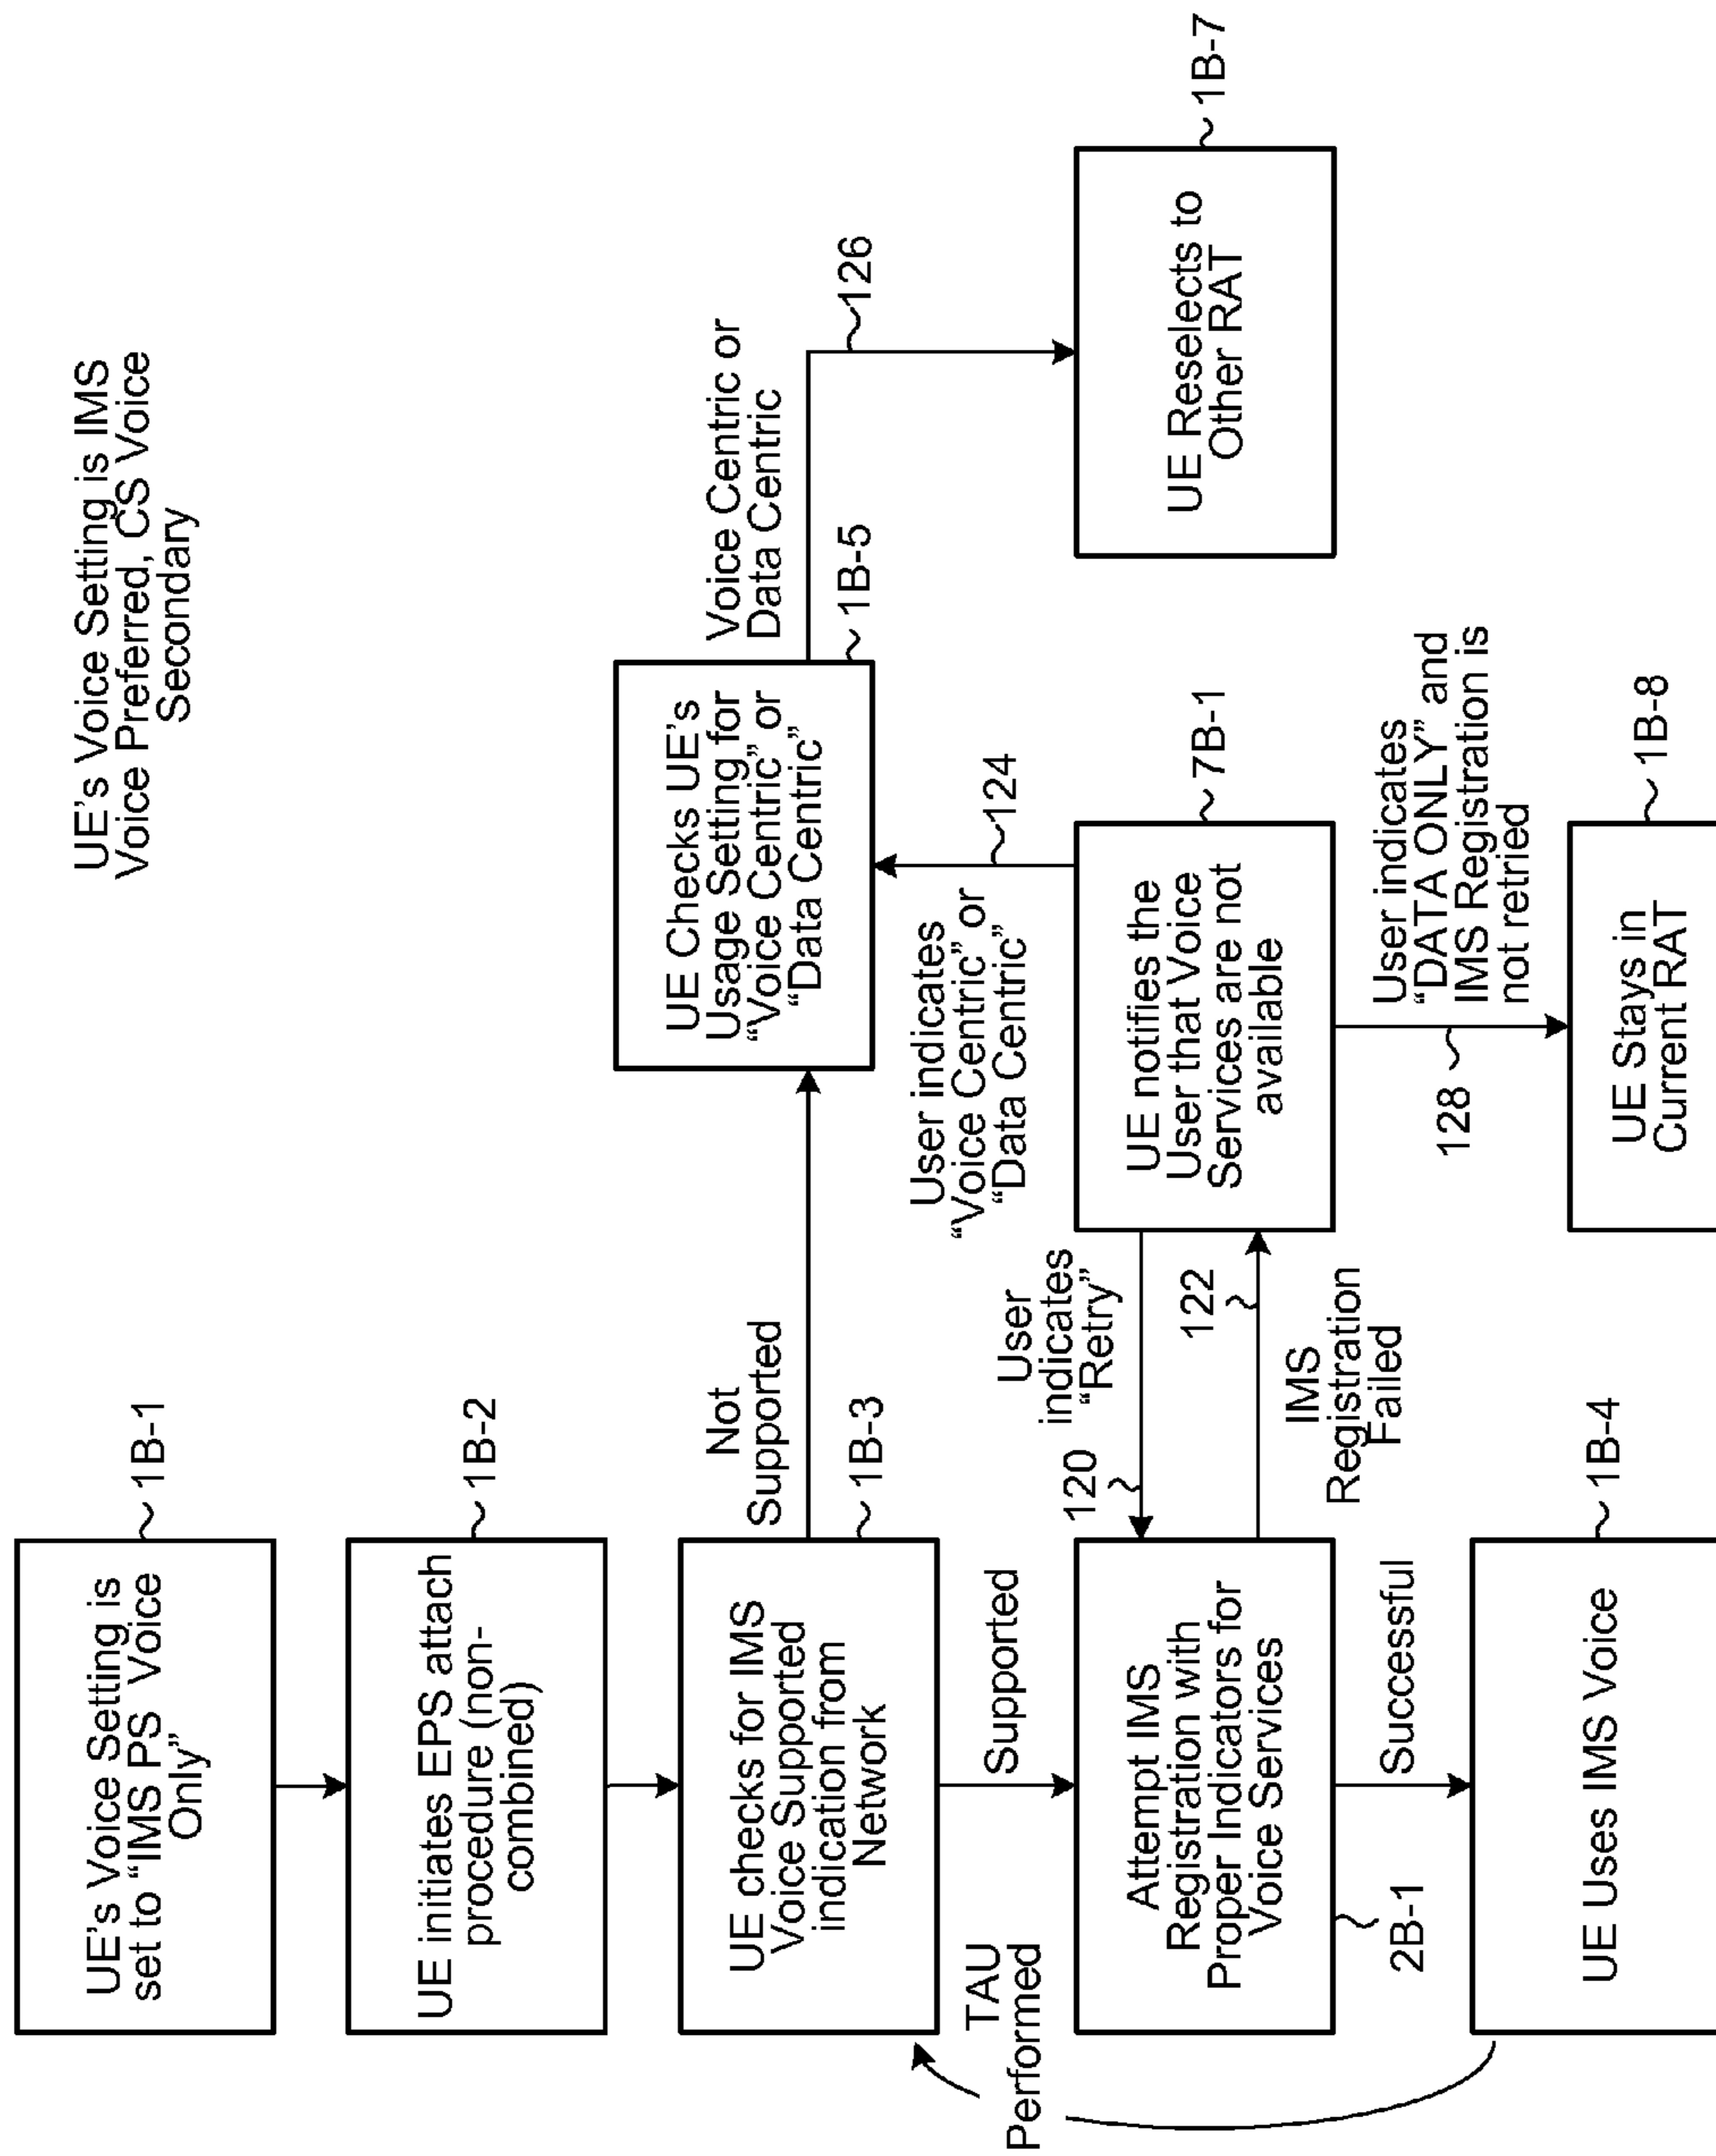 UE's Voice Setting is IMS
Voice Preferred, CS Voice
Secondary
UE's Voice Setting is
set to “IMS PS Voice
Only”
1B-1
UE initiates EPS attach
procedure (non-
combined)
1B-2
UE checks for IMS
Voice Supported
indication from
Network
1B-3
Not
Supported
UE Checks UE's
Usage Setting for
“Voice Centric” or
“Data Centric”
1B-5
Voice Centric or
Data Centric
126
UE Reselects to
Other RAT
1B-7
TAU
Performed
Supported
Attempt IMS
Registration with
Proper Indicators for
Voice Services
2B-1
120
User
indicates
“Retry”
122
IMS
Registration
Failed
UE notifies the
User that Voice
Services are not
available
7B-1
User indicates
“Voice Centric” or
“Data Centric”
124
128
User indicates
“DATA ONLY” and
IMS Registration is
not retried
UE Stays in
Current RAT
1B-8
Successful
UE Uses IMS Voice
1B-4